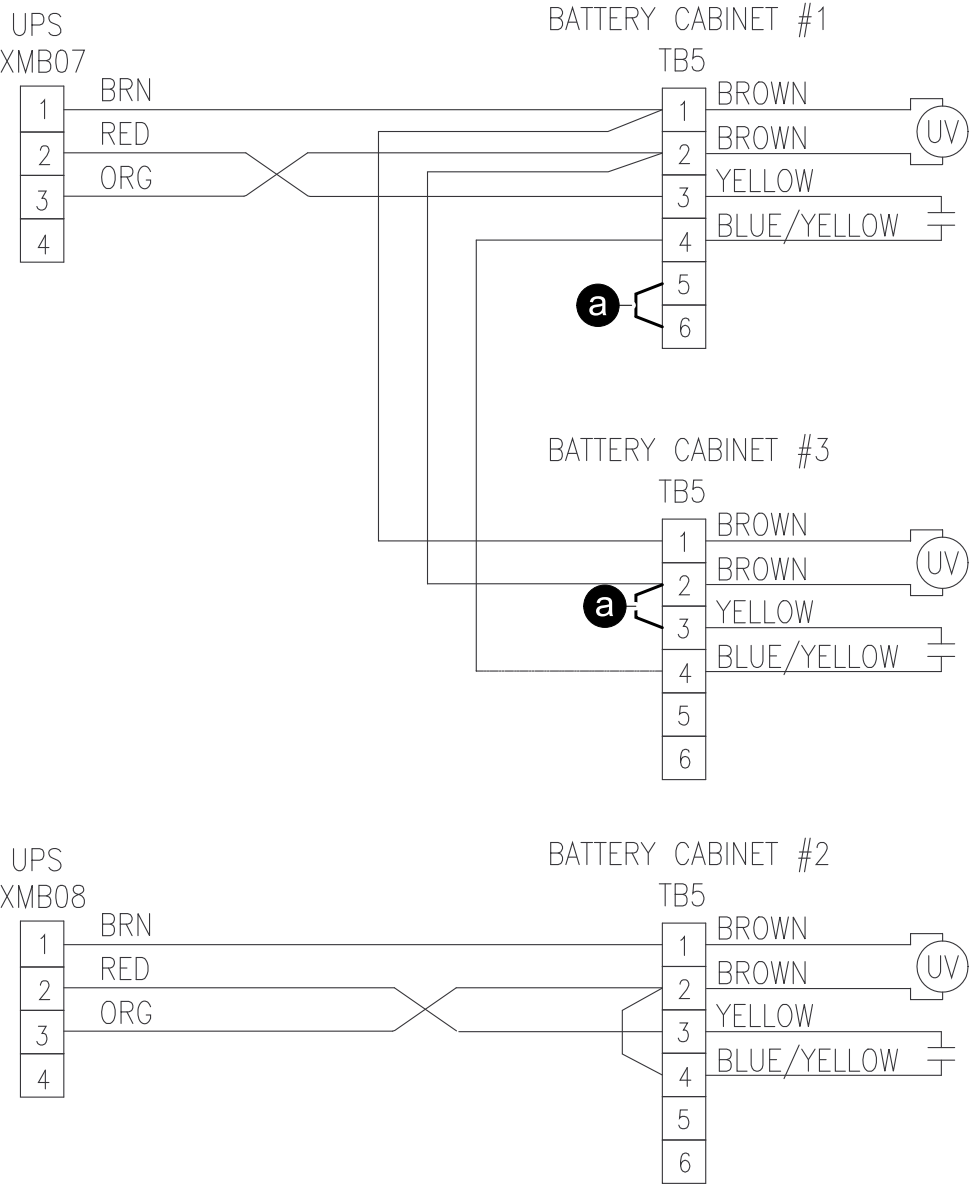 UPS
XMB07
BATTERY CABINET #1
TB5
1 BRN
2 RED
3 ORG
4
1 BROWN
2 BROWN
3 YELLOW
4 BLUE/YELLOW
5
6
UV
a
BATTERY CABINET #3
TB5
1 BROWN
2 BROWN
3 YELLOW
4 BLUE/YELLOW
5
6
UV
a
UPS
XMB08
BATTERY CABINET #2
TB5
1 BRN
2 RED
3 ORG
4
1 BROWN
2 BROWN
3 YELLOW
4 BLUE/YELLOW
5
6
UV